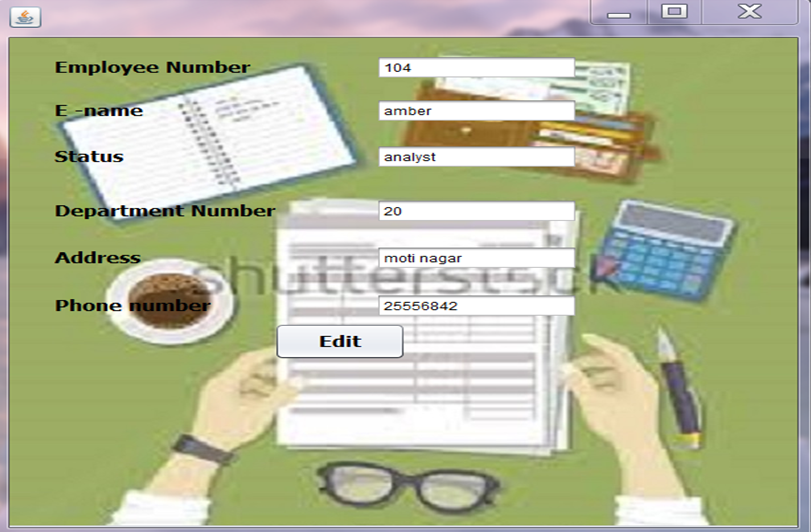 Employee Number 104
E -name amber
Status analyst
Department Number 20
Address moti nagar
shutterstock
Phone number 25556842
Edit